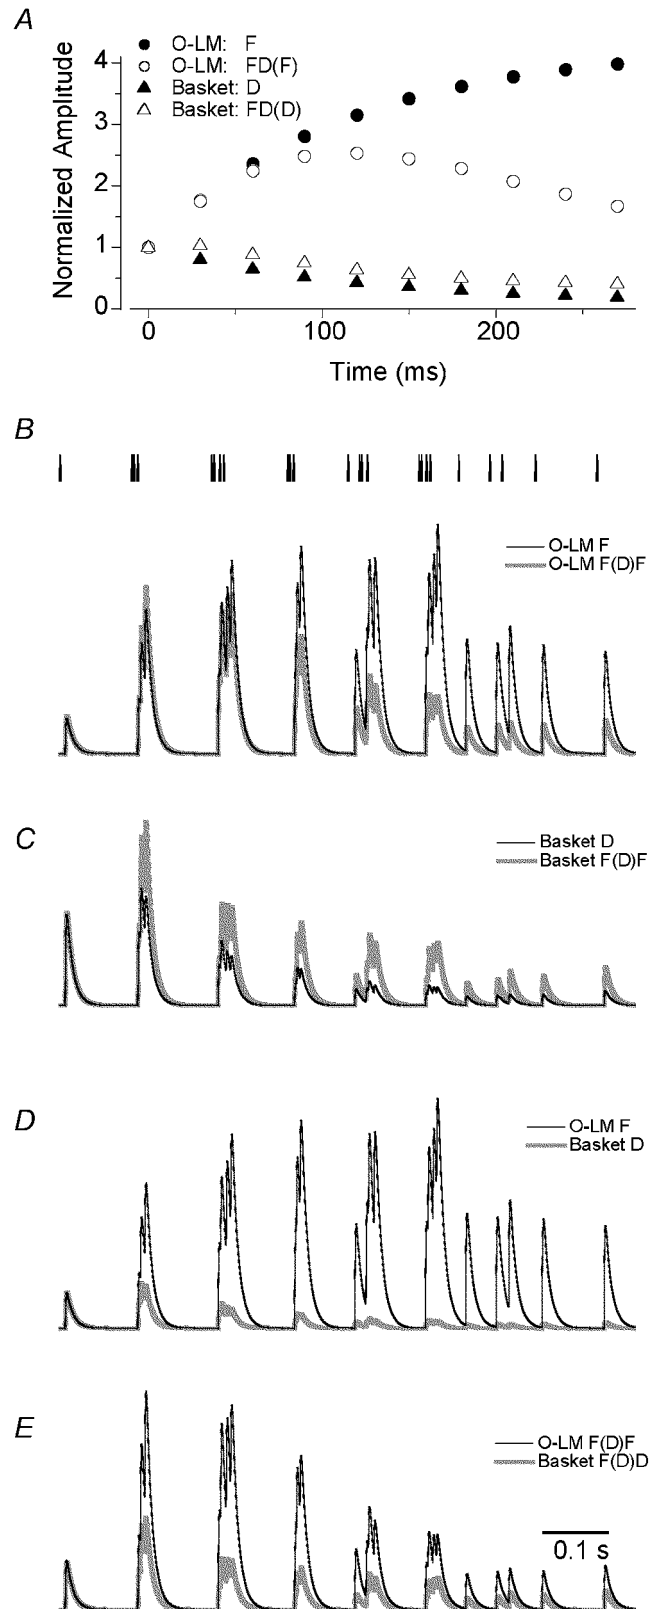 A
O-LM: F
O-LM: FD(F)
Basket: D
Basket: FD(D)
Normalized Amplitude
4
3
2
1
0
0 100 200
Time (ms)
B
O-LM F
O-LM F(D)F
C
Basket D
Basket F(D)F
D
O-LM F
Basket D
E
O-LM F(D)F
Basket F(D)D
0.1 s